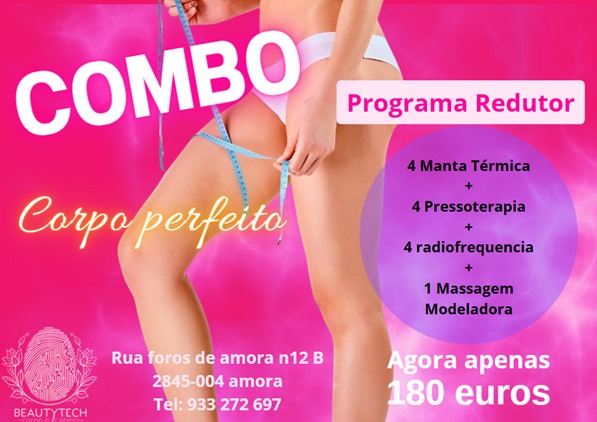 COMBO
Programa Redutor
4 Manta Térmica
+
4 Pressoterapia
+
4 radiofrequencia
+
1 Massagem
Modeladora
Corpo perfeito
Rua foros de amora n12 B
2845-004 amora
Tel: 933 272 697
Agora apenas
180 euros
BEAUTYTECH